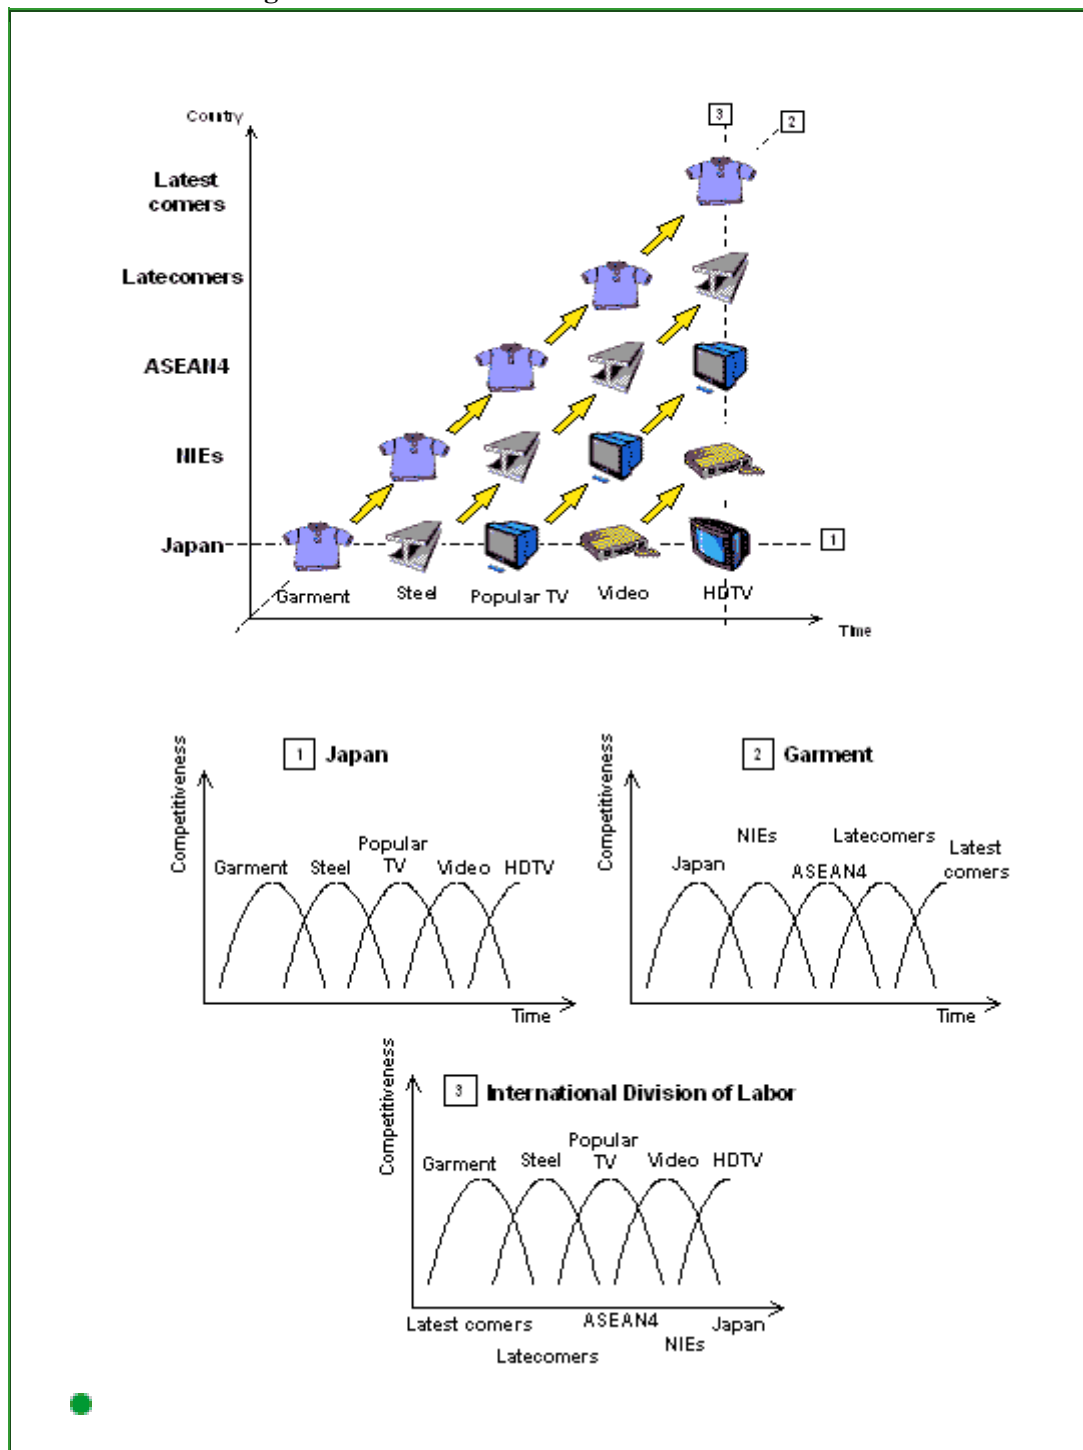 Country
3
2
Latest
comers
Latecomers
ASEAN4
NIEs
Japan
1
Garment
Steel
Popular TV
Video
HDTV
Time
1 Japan
Competitiveness
Garment
Steel
Popular
TV
Video
HDTV
Time
2 Garment
Competitiveness
Japan
NIEs
ASEAN4
Latecomers
Latest
comers
Time
3 International Division of Labor
Competitiveness
Garment
Steel
Popular
TV
Video
HDTV
Latest comers
Latecomers
ASEAN4
NIEs
Japan